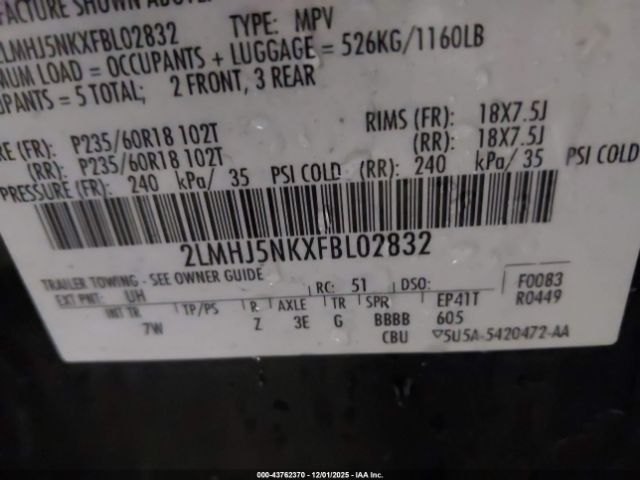 FACTURE SHOWN ABOVE.
2LMHJ5NKXFBL02832 TYPE: MPV
MUM LOAD = OCCUPANTS + LUGGAGE = 526KG/1160LB
UPANTS = 5 TOTAL; 2 FRONT, 3 REAR
RE (FR): P235/60R18 102T RIMS (FR): 18X7.5J
(RR): P235/60R18 102T (RR): 18X7.5J
PRESSURE (FR): 240 kPa/ 35 PSI COLD (RR): 240 kPa/ 35 PSI COLD
2LMHJ5NKXFBL02832
TRAILER TOWING - SEE OWNER GUIDE
EXT PNT: UH RC: 51 DSO: F0083
INT TR TP/PS R AXLE TR SPR EP41T R0449
7W Z 3E G BBBB 605
CBU 5U5A-5420472-AA
000-43762370 - 12/01/2025 - IAA Inc.